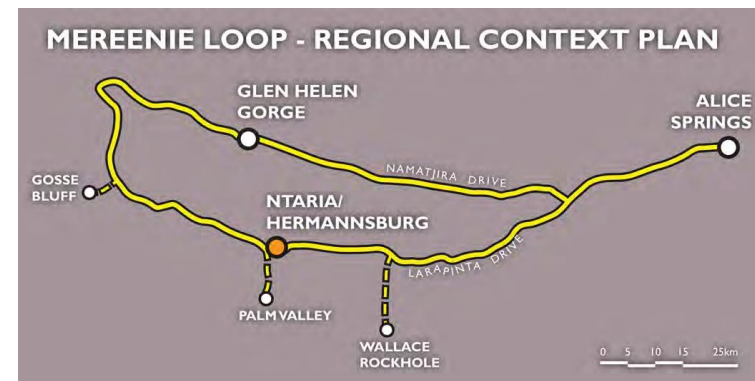 MEREENIE LOOP - REGIONAL CONTEXT PLAN
GLEN HELEN
GORGE
ALICE
SPRINGS
NAMATJIRA DRIVE
GOSSE
BLUFF
NTARIA/
HERMANNSBURG
LARAPINTA DRIVE
PALM VALLEY
WALLACE
ROCKHOLE
0 5 10 15 25km